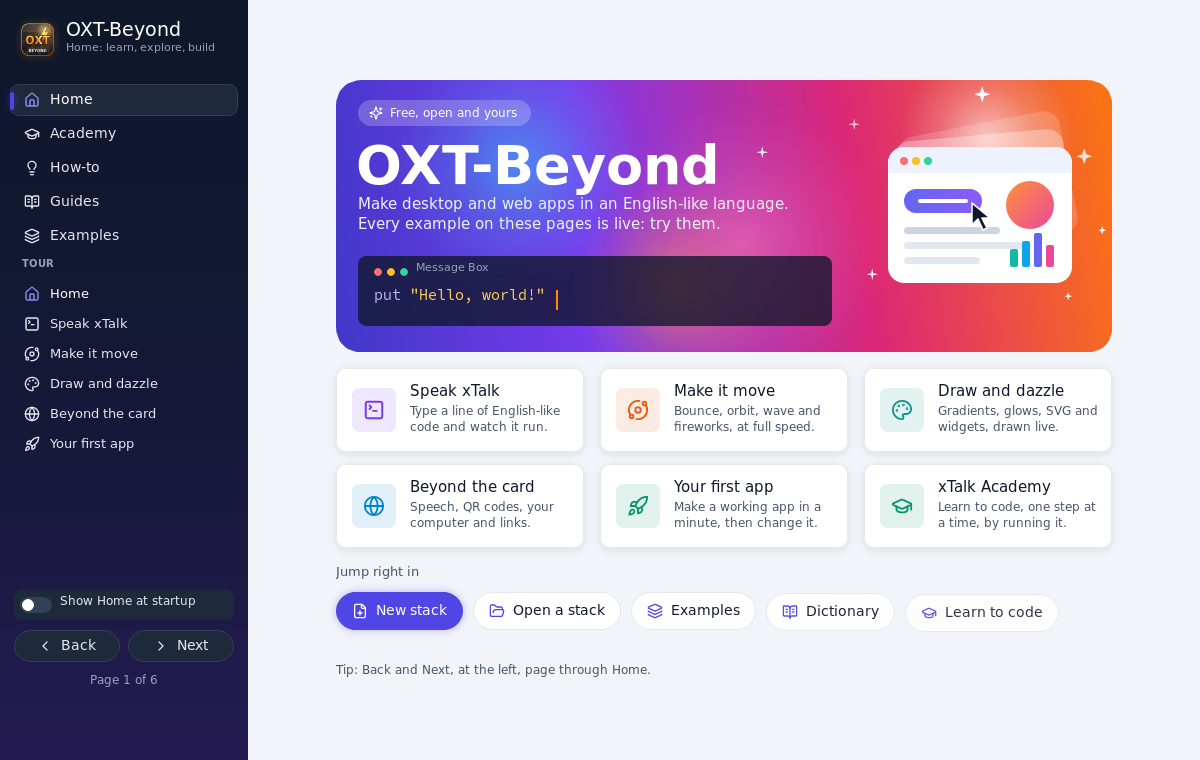 OXT
BEYOND
OXT-Beyond
Home: learn, explore, build
Home
Academy
How-to
Guides
Examples
TOUR
Home
Speak xTalk
Make it move
Draw and dazzle
Beyond the card
Your first app
Show Home at startup
Back
Next
Page 1 of 6
Free, open and yours
OXT-Beyond
Make desktop and web apps in an English-like language.
Every example on these pages is live: try them.
Message Box
put "Hello, world!"
Speak xTalk
Type a line of English-like
code and watch it run.
Make it move
Bounce, orbit, wave and
fireworks, at full speed.
Draw and dazzle
Gradients, glows, SVG and
widgets, drawn live.
Beyond the card
Speech, QR codes, your
computer and links.
Your first app
Make a working app in a
minute, then change it.
xTalk Academy
Learn to code, one step at
a time, by running it.
Jump right in
New stack
Open a stack
Examples
Dictionary
Learn to code
Tip: Back and Next, at the left, page through Home.